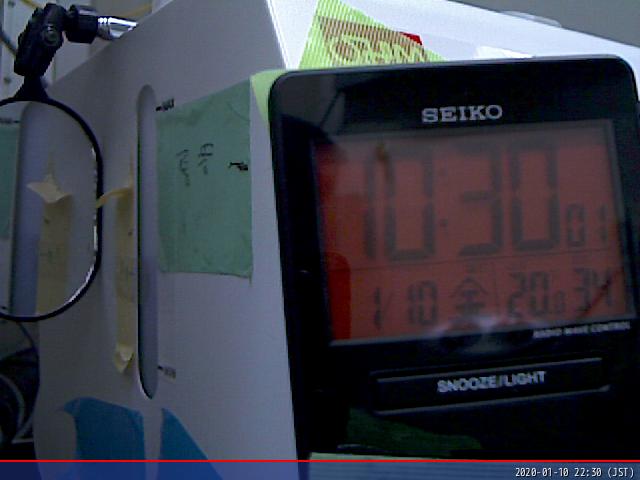 SEIKO
10:30 01
1/10 金 20.8 34
RADIO WAVE CONTROL
SNOOZE/LIGHT
2020-01-10 22:30 (JST)